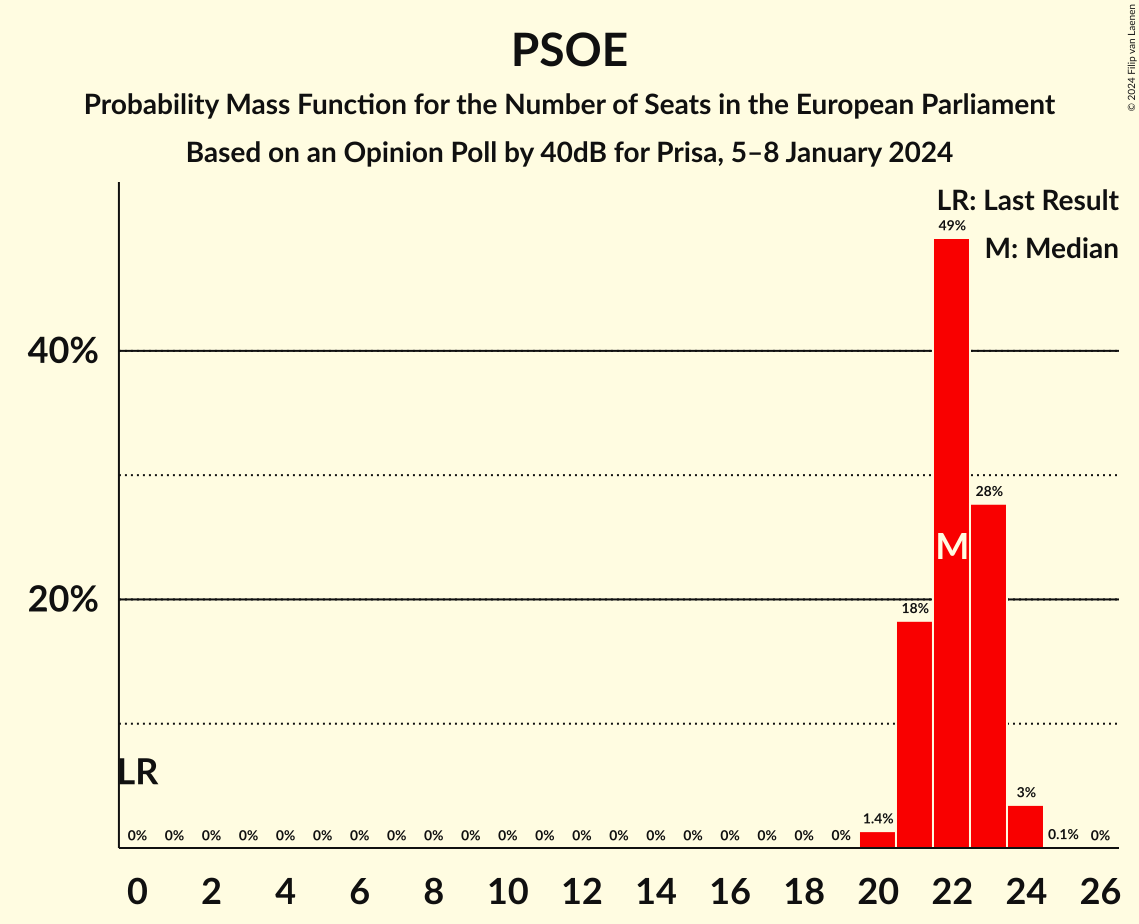 PSOE
Probability Mass Function for the Number of Seats in the European Parliament
Based on an Opinion Poll by 40dB for Prisa, 5–8 January 2024
© 2024 Filip van Laenen
LR: Last Result
M: Median
40%
20%
LR
M
0% 0% 0% 0% 0% 0% 0% 0% 0% 0% 0% 0% 0% 0% 0% 0% 0% 0% 0% 0% 1.4% 18% 49% 28% 3% 0.1% 0%
0 2 4 6 8 10 12 14 16 18 20 22 24 26